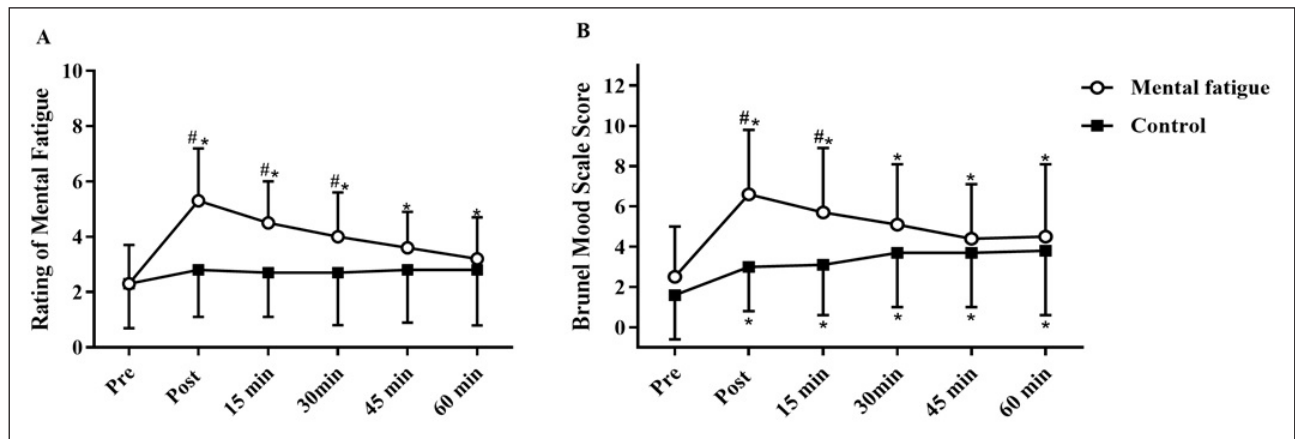 A
Rating of Mental Fatigue
10
8
6
4
2
0
#*
#*
#*
*
*
Pre
Post
15 min
30min
45 min
60 min
B
Brunel Mood Scale Score
12
10
8
6
4
2
0
#*
#*
*
*
*
*
*
*
*
*
Pre
Post
15 min
30min
45 min
60 min
Mental fatigue
Control